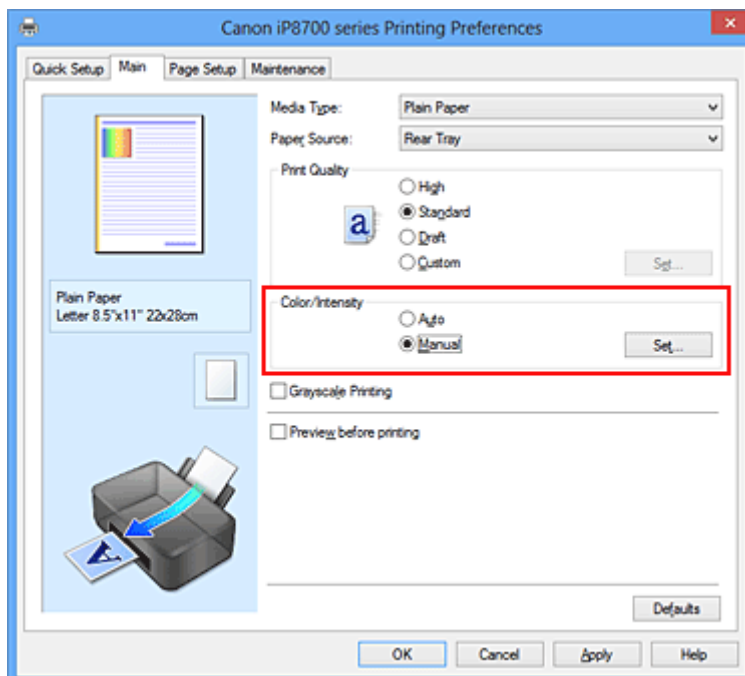 Canon iP8700 series Printing Preferences
Quick Setup Main Page Setup Maintenance
Media Type: Plain Paper
Paper Source: Rear Tray
Print Quality
High
a
Standard
Draft
Custom Set...
Plain Paper
Letter 8.5"x11" 22x28cm
Color/Intensity
Auto
Manual Set...
Grayscale Printing
Preview before printing
A
Defaults
OK Cancel Apply Help